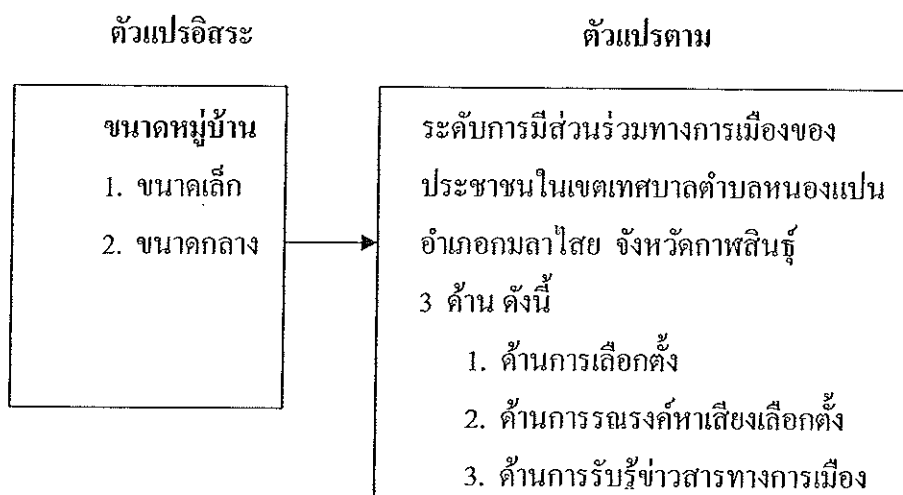 ตัวแปรอิสระ
ตัวแปรตาม
ขนาดหมู่บ้าน
1. ขนาดเล็ก
2. ขนาดกลาง
ระดับการมีส่วนร่วมทางการเมืองของ
ประชาชนในเขตเทศบาลตำบลหนองแปน
อำเภอกมลาไสย จังหวัดกาฬสินธุ์
3 ด้าน ดังนี้
1. ด้านการเลือกตั้ง
2. ด้านการรณรงค์หาเสียงเลือกตั้ง
3. ด้านการรับรู้ข่าวสารทางการเมือง